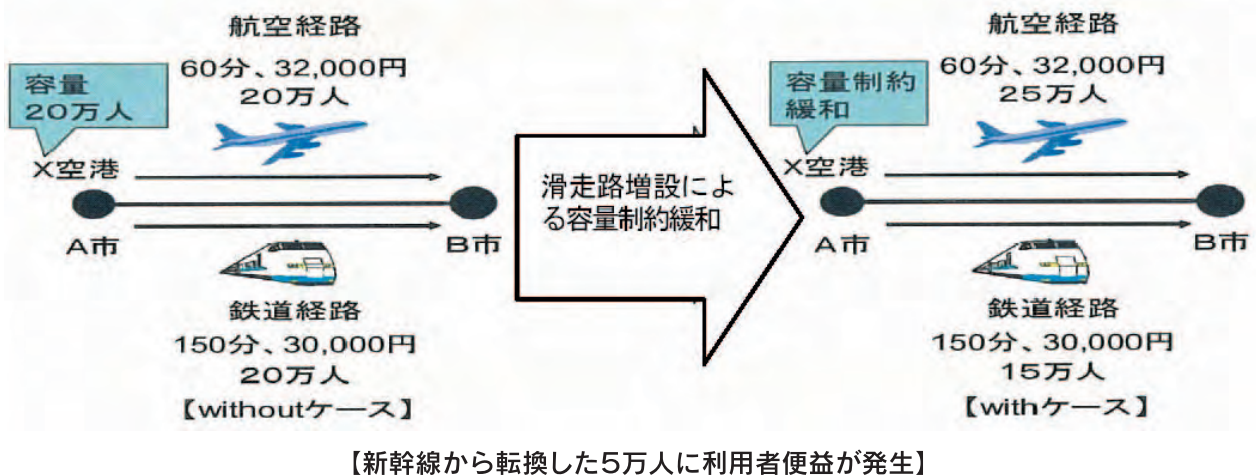 航空経路
60分、32,000円
20万人
容量
20万人
X空港
A市
B市
鉄道経路
150分、30,000円
20万人
【withoutケース】
滑走路増設によ
る容量制約緩和
航空経路
60分、32,000円
25万人
容量制約
緩和
X空港
A市
B市
鉄道経路
150分、30,000円
15万人
【withケース】
【新幹線から転換した5万人に利用者便益が発生】